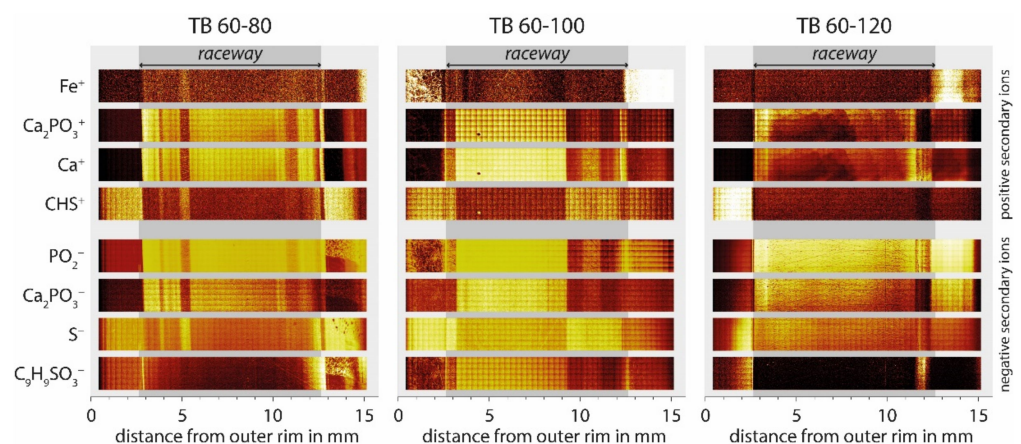 TB 60-80 TB 60-100 TB 60-120
raceway raceway raceway
Fe⁺
Ca₂PO₃⁺
Ca⁺
CHS⁺
positive secondary ions
PO₂⁻
Ca₂PO₃⁻
S⁻
C₉H₉SO₃⁻
negative secondary ions
0 5 10 15 0 5 10 15 0 5 10 15
distance from outer rim in mm distance from outer rim in mm distance from outer rim in mm